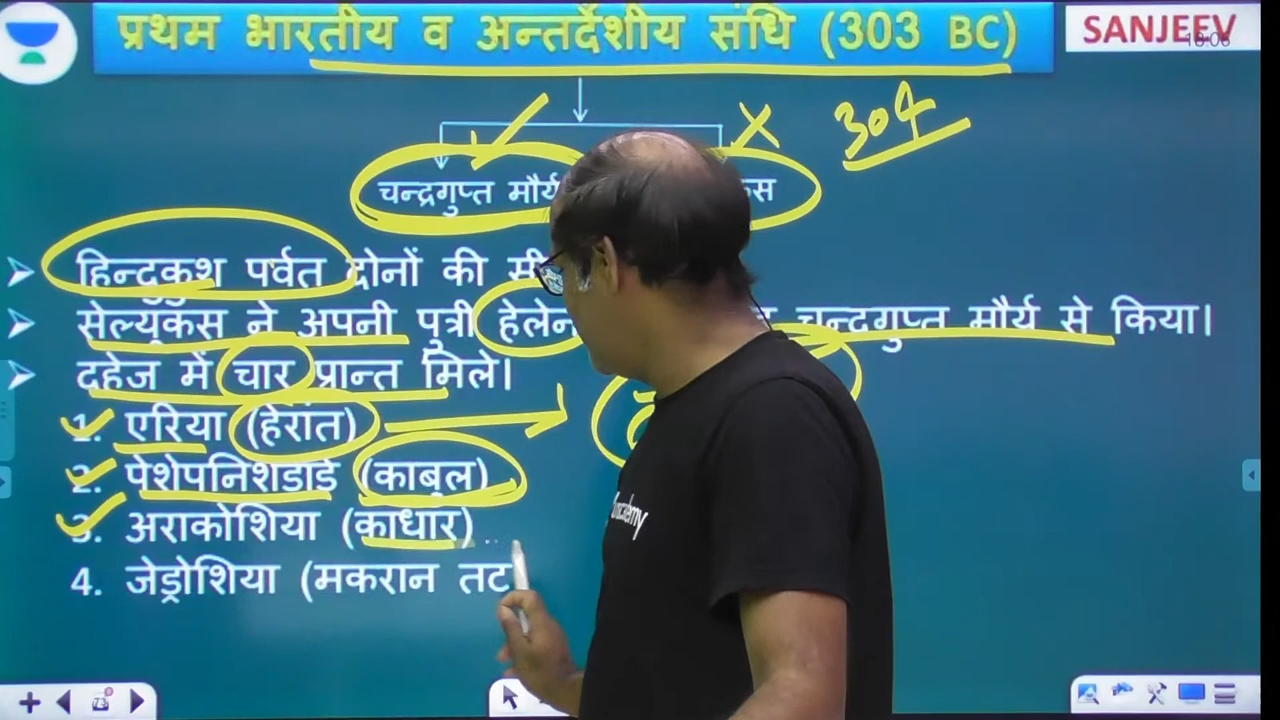 प्रथम भारतीय व अन्तर्देशीय संधि (303 BC)
SANJEEV
304
चन्द्रगुप्त मौर्य
हिन्दुकुश पर्वत दोनों की
सेल्यूकस ने अपनी पुत्री हेलेन चन्द्रगुप्त मौर्य से किया।
दहेज में चार प्रान्त मिले।
1. एरिया (हेरात)
2. पेशेपनिशडाई (काबुल)
3. अराकोशिया (काधार)
4. जेड्रोशिया (मकरान तट
73